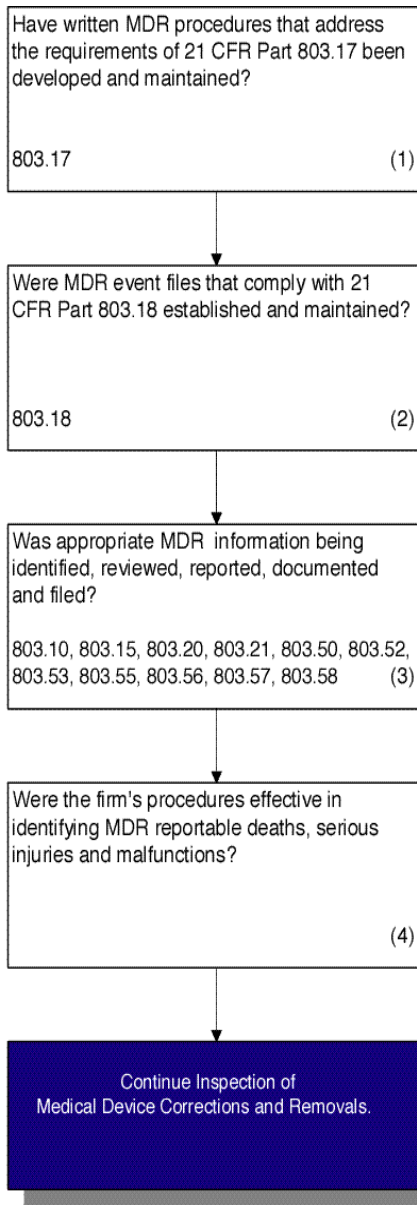 Have written MDR procedures that address
the requirements of 21 CFR Part 803.17 been
developed and maintained?
803.17 (1)
Were MDR event files that comply with 21
CFR Part 803.18 established and maintained?
803.18 (2)
Was appropriate MDR information being
identified, reviewed, reported, documented
and filed?
803.10, 803.15, 803.20, 803.21, 803.50, 803.52,
803.53, 803.55, 803.56, 803.57, 803.58 (3)
Were the firm's procedures effective in
identifying MDR reportable deaths, serious
injuries and malfunctions?
(4)
Continue Inspection of
Medical Device Corrections and Removals.